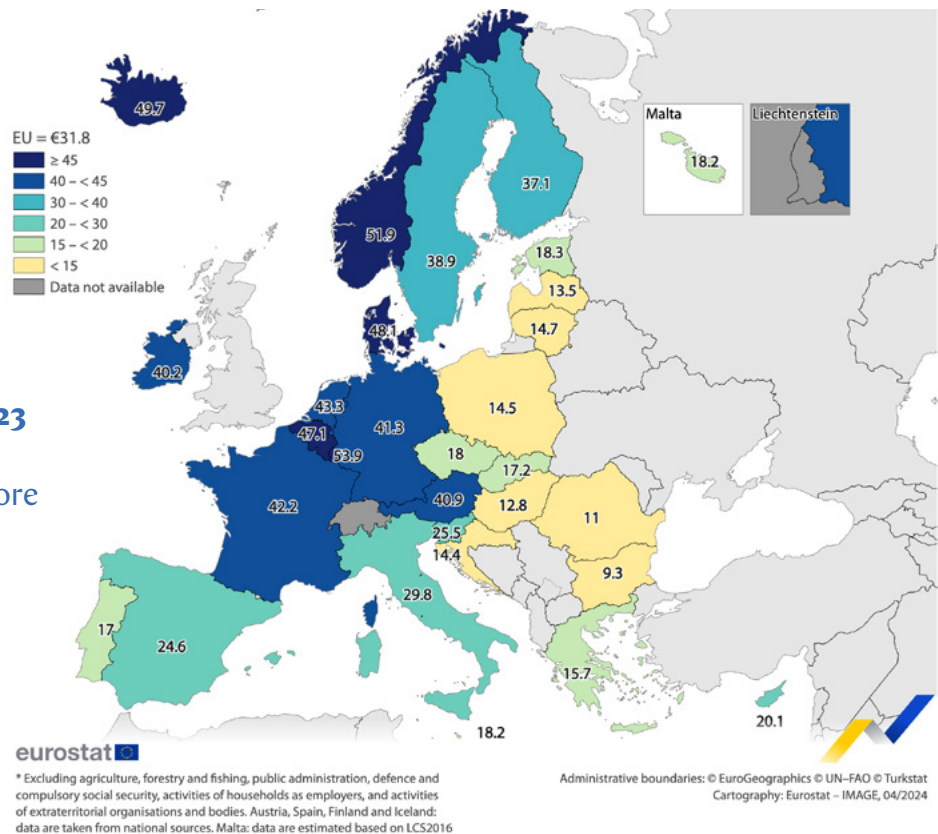 49.7
EU = €31.8
≥ 45
40 – < 45
30 – < 40
20 – < 30
15 – < 20
< 15
Data not available
Malta
18.2
Liechtenstein
37.1
51.9
38.9
18.3
13.5
14.7
48.1
40.2
23
ore
43.3
41.3
14.5
47.1
53.9
18
17.2
42.2
40.9
12.8
11
25.5
14.4
9.3
29.8
17
24.6
15.7
20.1
18.2
eurostat
* Excluding agriculture, forestry and fishing, public administration, defence and
compulsory social security, activities of households as employers, and activities
of extraterritorial organisations and bodies. Austria, Spain, Finland and Iceland:
data are taken from national sources. Malta: data are estimated based on LCS2016
Administrative boundaries: © EuroGeographics © UN–FAO © Turkstat
Cartography: Eurostat – IMAGE, 04/2024